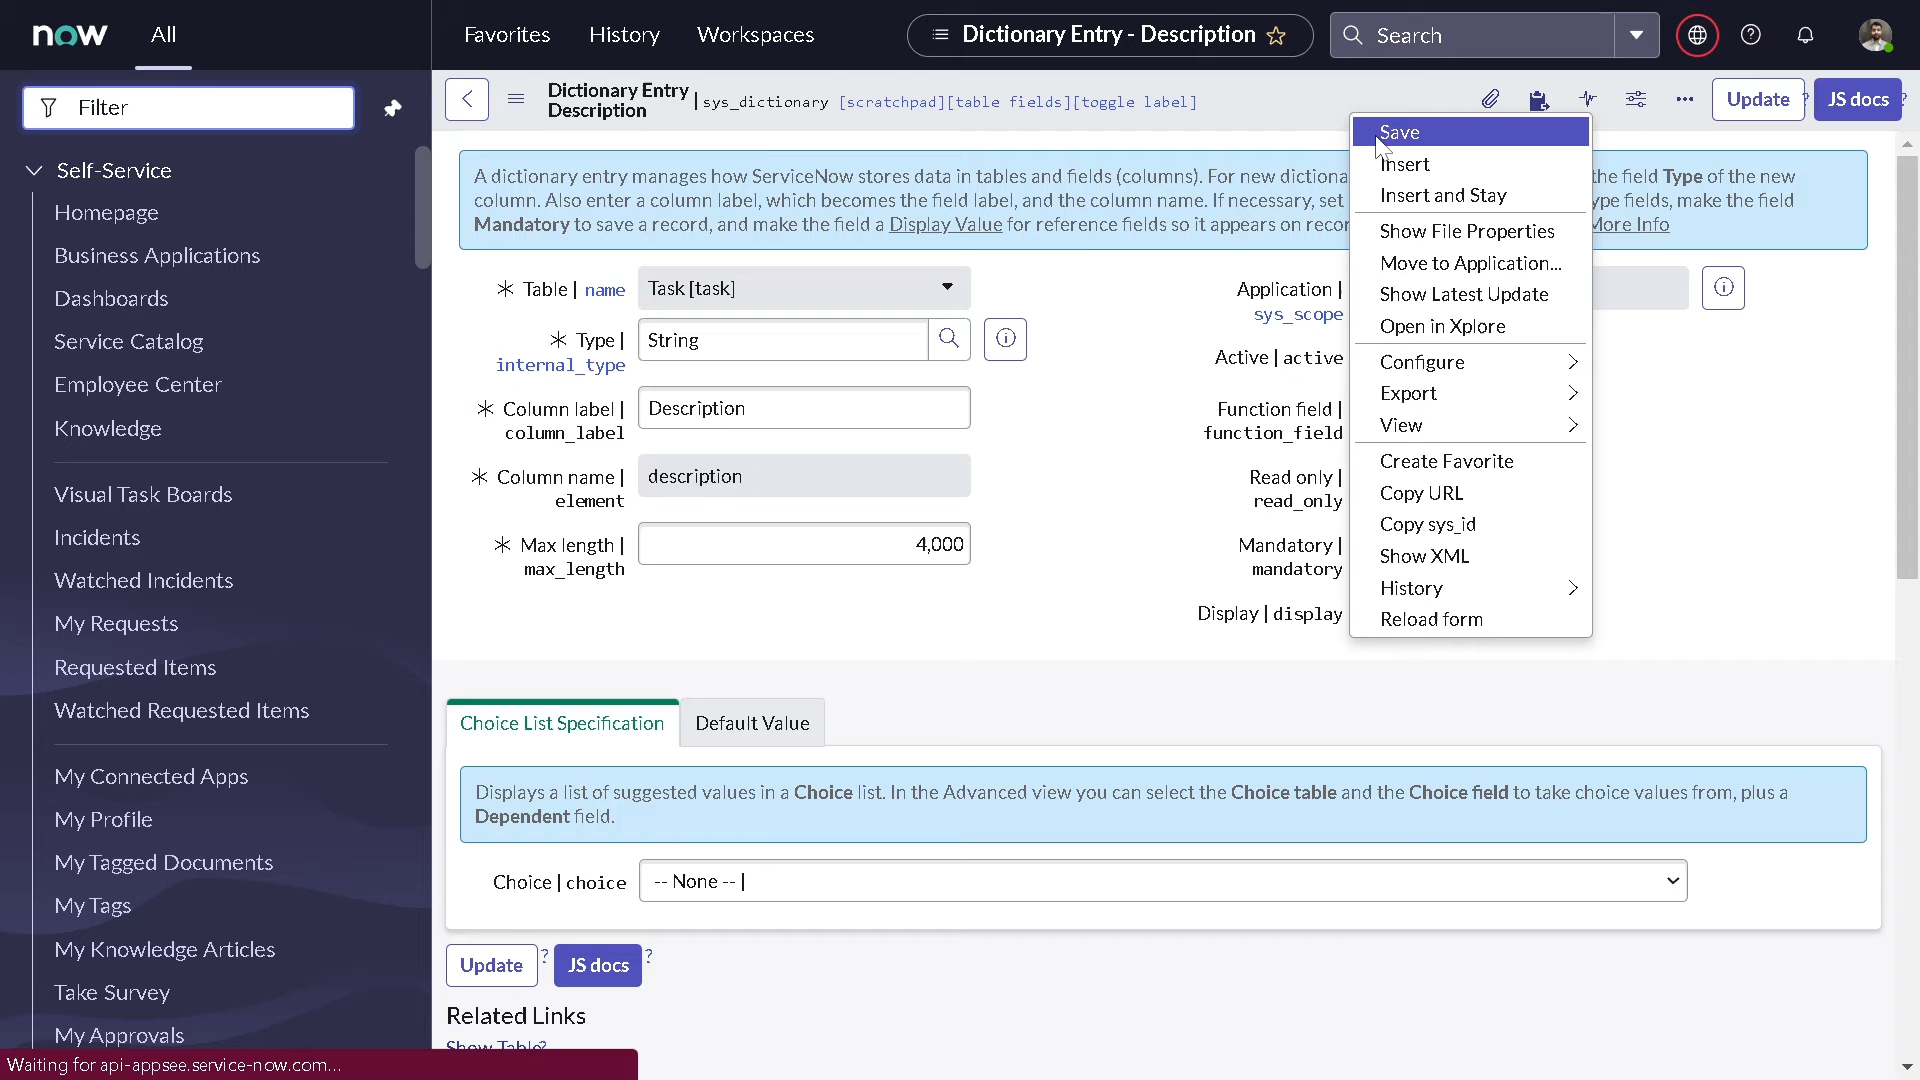 now
All
Favorites
History
Workspaces
Dictionary Entry - Description
Search
Filter
Self-Service
Homepage
Business Applications
Dashboards
Service Catalog
Employee Center
Knowledge
Visual Task Boards
Incidents
Watched Incidents
My Requests
Requested Items
Watched Requested Items
My Connected Apps
My Profile
My Tagged Documents
My Tags
My Knowledge Articles
Take Survey
My Approvals
Waiting for api-appsee.service-now.com...
Dictionary Entry
Description
| sys_dictionary [scratchpad][table fields][toggle label]
Update ?
JS docs ?
A dictionary entry manages how ServiceNow stores data in tables and fields (columns). For new dictiona the field Type of the new
column. Also enter a column label, which becomes the field label, and the column name. If necessary, set ype fields, make the field
Mandatory to save a record, and make the field a Display Value for reference fields so it appears on recor More Info
Table | name
Task [task]
Type |
internal_type
String
Column label |
column_label
Description
Column name |
element
description
Max length |
max_length
4,000
Application |
sys_scope
Active | active
Function field |
function_field
Read only |
read_only
Mandatory |
mandatory
Display | display
Save
Insert
Insert and Stay
Show File Properties
Move to Application...
Show Latest Update
Open in Xplore
Configure
Export
View
Create Favorite
Copy URL
Copy sys_id
Show XML
History
Reload form
Choice List Specification
Default Value
Displays a list of suggested values in a Choice list. In the Advanced view you can select the Choice table and the Choice field to take choice values from, plus a
Dependent field.
Choice | choice
-- None -- |
Update ?
JS docs ?
Related Links
Show Table?